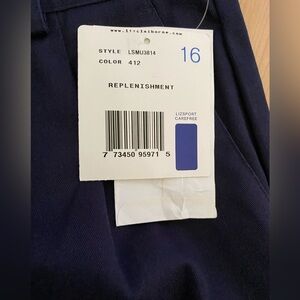 www.lizclaiborne.com
STYLE LSMU3814 16
COLOR 412
REPLENISHMENT
LIZSPORT
CAREFREE
7 73450 95971 5